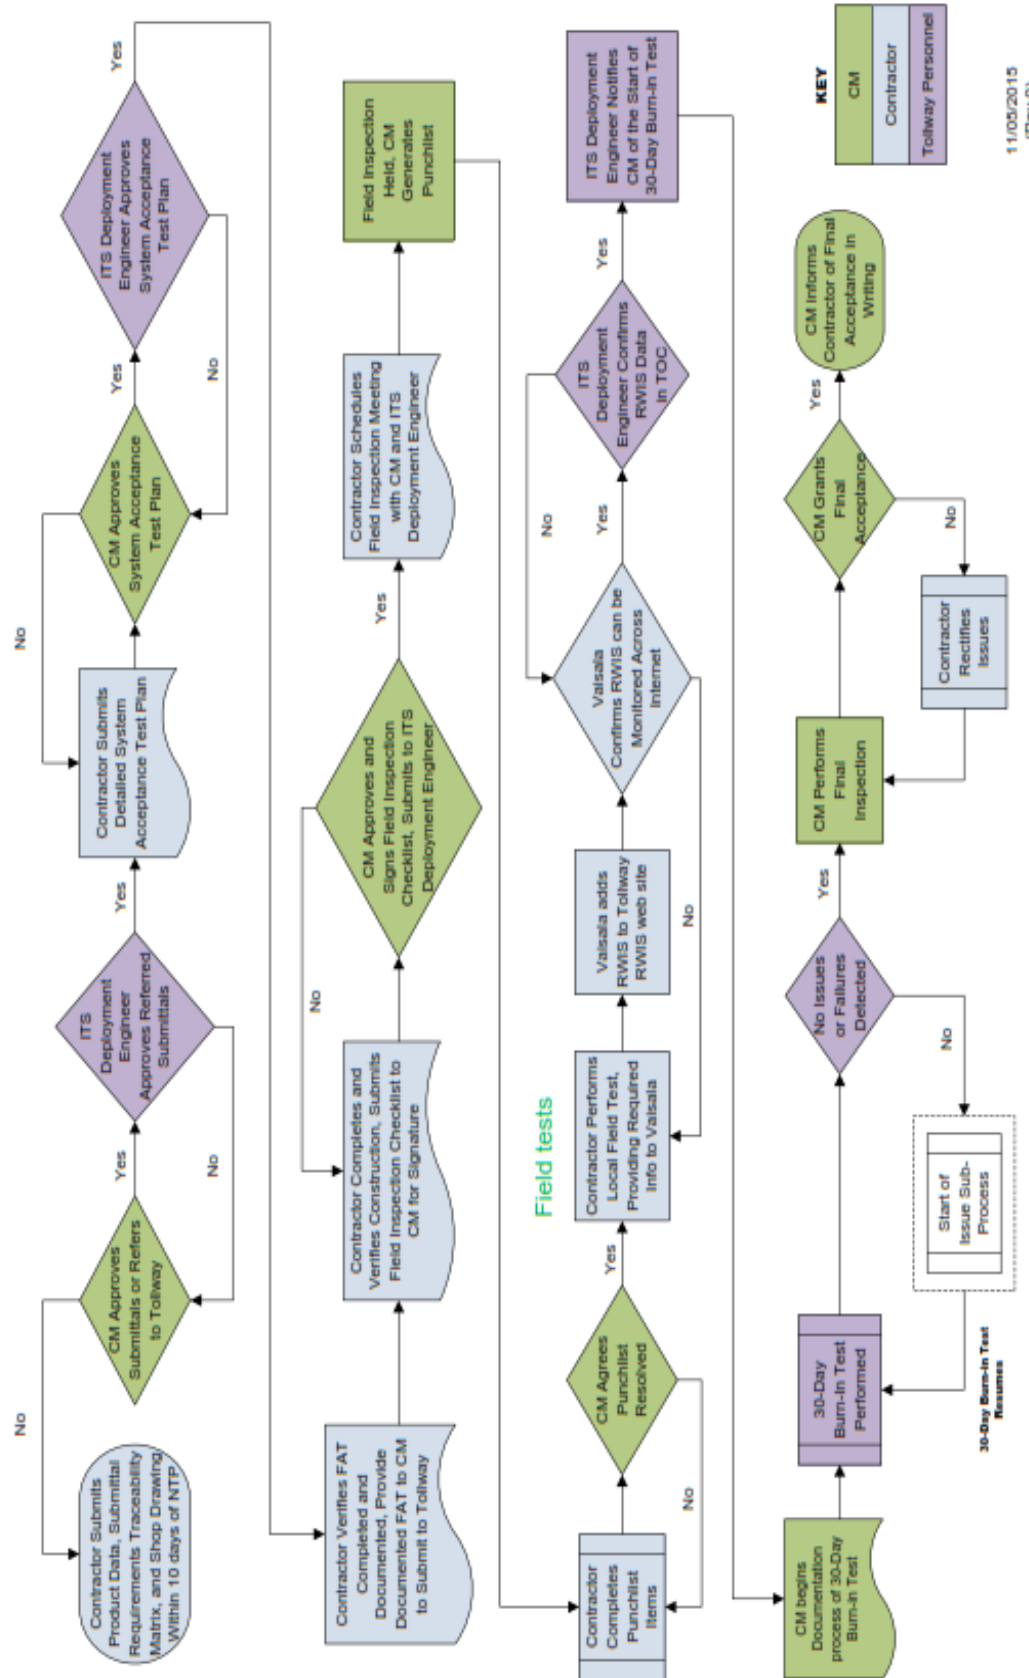 Contractor Submits
Product Data, Submittal
Requirements Traceability
Matrix, and Shop Drawing
Within 10 days of NTP
No
CM Approves
Submittals or Refers
to Tollway
Yes
No
ITS
Deployment
Engineer
Approves Referred
Submittals
Yes
Contractor Submits
Detailed System
Acceptance Test Plan
No
CM Approves
System Acceptance
Test Plan
Yes
No
ITS Deployment
Engineer Approves
System Acceptance
Test Plan
Yes
Contractor Verifies FAT
Completed and
Documented, Provide
Documented FAT to CM
to Submit to Tollway
Contractor Completes and
Verifies Construction, Submits
Field Inspection Checklist to
CM for Signature
No
CM Approves and
Signs Field Inspection
Checklist, Submits to ITS
Deployment Engineer
Yes
Contractor Schedules
Field Inspection Meeting
with CM and ITS
Deployment Engineer
Field Inspection
Held, CM
Generates
Punchlist
Field tests
Contractor
Completes
Punchlist
Items
No
CM Agrees
Punchlist
Resolved
Yes
Contractor Performs
Local Field Test,
Providing Required
Info to Vaisala
Vaisala adds
RWIS to Tollway
RWIS web site
No
Vaisala
Confirms RWIS can be
Monitored Across
Internet
Yes
No
ITS
Deployment
Engineer Confirms
RWIS Data
in TOC
Yes
ITS Deployment
Engineer Notifies
CM of the Start of
30-Day Burn-in Test
CM begins
Documentation
process of 30-Day
Burn-in Test
30-Day
Burn-in Test
Performed
30-Day Burn-in Test
Resumes
Start of
Issue Sub-
Process
No
No Issues
or Failures
Detected
Yes
CM Performs
Final
Inspection
Contractor
Rectifies
Issues
No
CM Grants
Final
Acceptance
Yes
CM Informs
Contractor of Final
Acceptance in
Writing
KEY
CM
Contractor
Tollway Personnel
11/05/2015